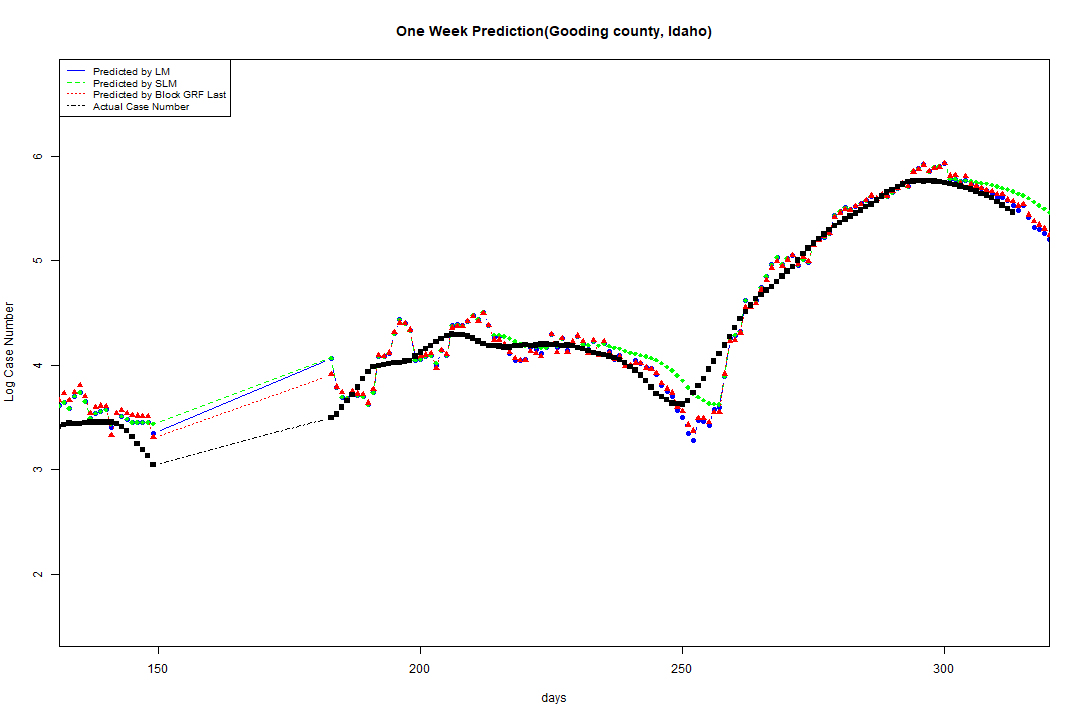 One Week Prediction(Gooding county, Idaho)
Predicted by LM
Predicted by SLM
Predicted by Block GRF Last
Actual Case Number
6
5
4
3
2
Log Case Number
150 200 250 300
days